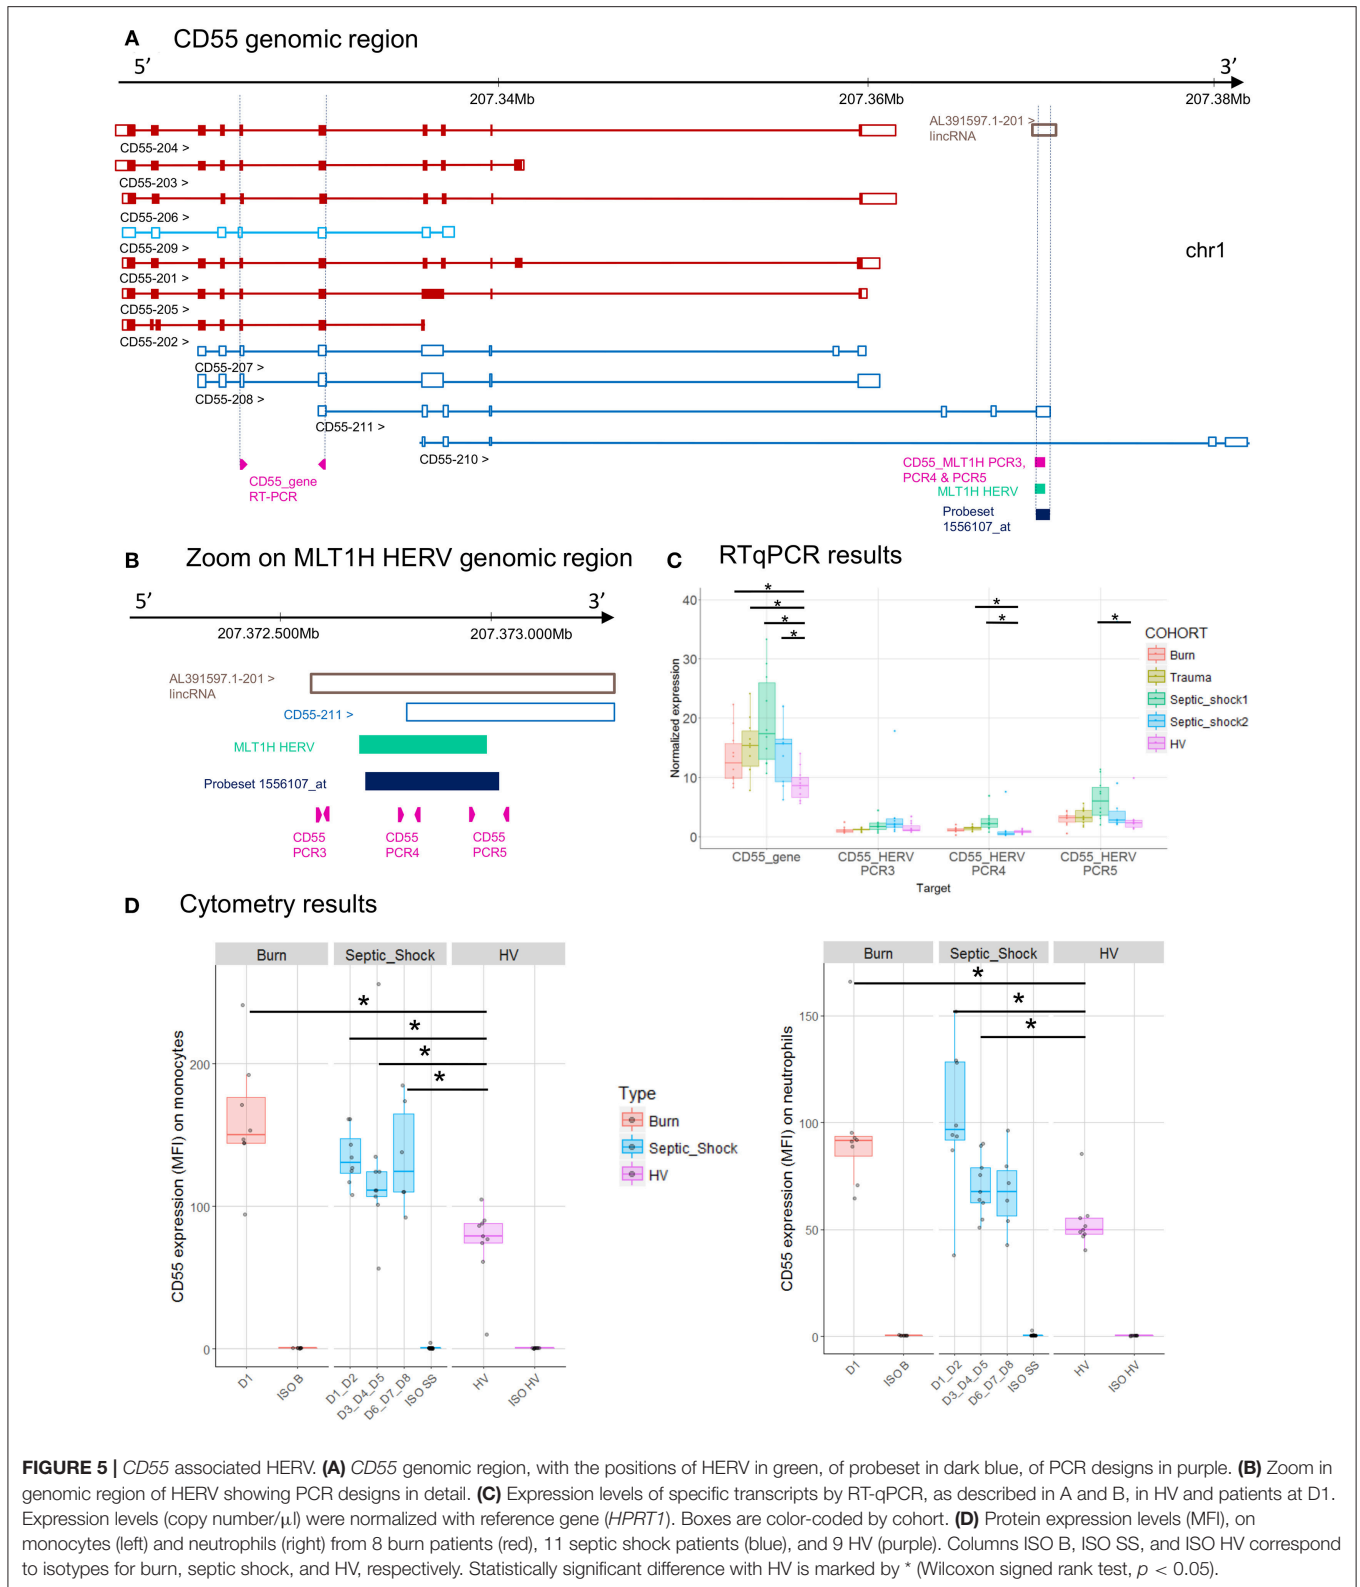 A CD55 genomic region
5’ 3’
207.34Mb 207.36Mb 207.38Mb
AL391597.1-201 >
lincRNA
CD55-204 >
CD55-203 >
CD55-206 >
CD55-209 >
chr1
CD55-201 >
CD55-205 >
CD55-202 >
CD55-207 >
CD55-208 >
CD55-211 >
CD55-210 >
CD55_gene
RT-PCR
CD55_MLT1H PCR3,
PCR4 & PCR5
MLT1H HERV
Probeset
1556107_at
B Zoom on MLT1H HERV genomic region
5’ 3’
207.372.500Mb 207.373.000Mb
AL391597.1-201 >
lincRNA
CD55-211 >
MLT1H HERV
Probeset 1556107_at
CD55
PCR3
CD55
PCR4
CD55
PCR5
C RTqPCR results
Normalized expression
40
30
20
10
0
* * * * * * *
CD55_gene
CD55_HERV
PCR3
CD55_HERV
PCR4
CD55_HERV
PCR5
Target
COHORT
Burn
Trauma
Septic_shock1
Septic_shock2
HV
D Cytometry results
Burn Septic_Shock HV
CD55 expression (MFI) on monocytes
200
100
0
* * * *
D1 ISO B D1_D2 D3_D4_D5 D6_D7_D8 ISO SS HV ISO HV
Type
Burn
Septic_Shock
HV
Burn Septic_Shock HV
CD55 expression (MFI) on neutrophils
150
100
50
0
* * *
D1 ISO B D1_D2 D3_D4_D5 D6_D7_D8 ISO SS HV ISO HV
FIGURE 5 | CD55 associated HERV. (A) CD55 genomic region, with the positions of HERV in green, of probeset in dark blue, of PCR designs in purple. (B) Zoom in
genomic region of HERV showing PCR designs in detail. (C) Expression levels of specific transcripts by RT-qPCR, as described in A and B, in HV and patients at D1.
Expression levels (copy number/µl) were normalized with reference gene (HPRT1). Boxes are color-coded by cohort. (D) Protein expression levels (MFI), on
monocytes (left) and neutrophils (right) from 8 burn patients (red), 11 septic shock patients (blue), and 9 HV (purple). Columns ISO B, ISO SS, and ISO HV correspond
to isotypes for burn, septic shock, and HV, respectively. Statistically significant difference with HV is marked by * (Wilcoxon signed rank test, p < 0.05).